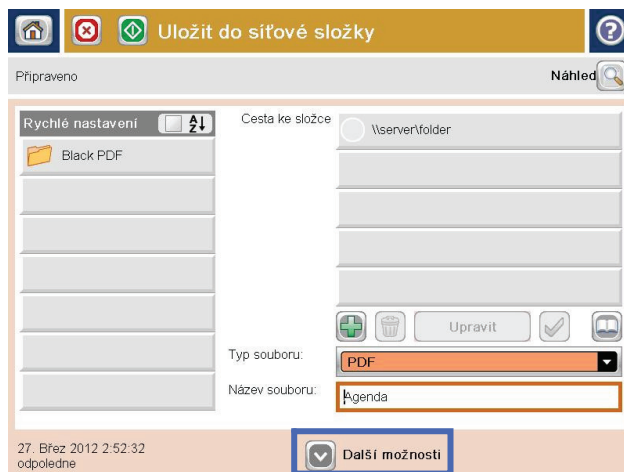 Uložit do síťové složky
Připraveno
Náhled
Rychlé nastavení
Cesta ke složce
\\server\folder
Black PDF
Upravit
Typ souboru:
PDF
Název souboru:
Agenda
27. Břez 2012 2:52:32
odpoledne
Další možnosti